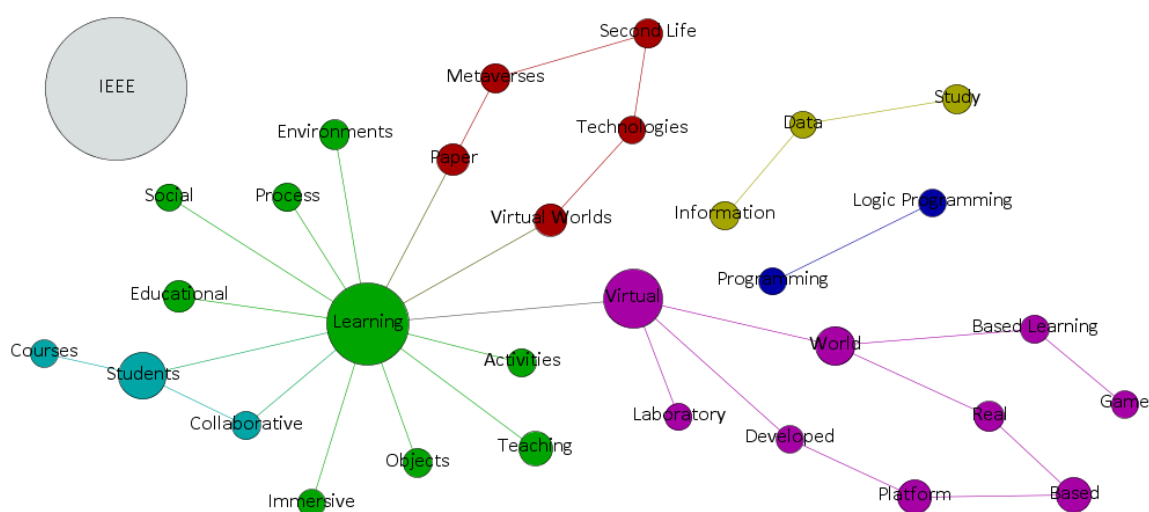 Second Life
IEEE
Metaverses
Study
Environments
Data
Technologies
Paper
Social
Process
Logic Programming
Virtual Worlds
Information
Programming
Educational
Virtual
Learning
Based Learning
Courses
World
Activities
Students
Game
Collaborative
Laboratory
Real
Developed
Teaching
Objects
Immersive
Platform
Based